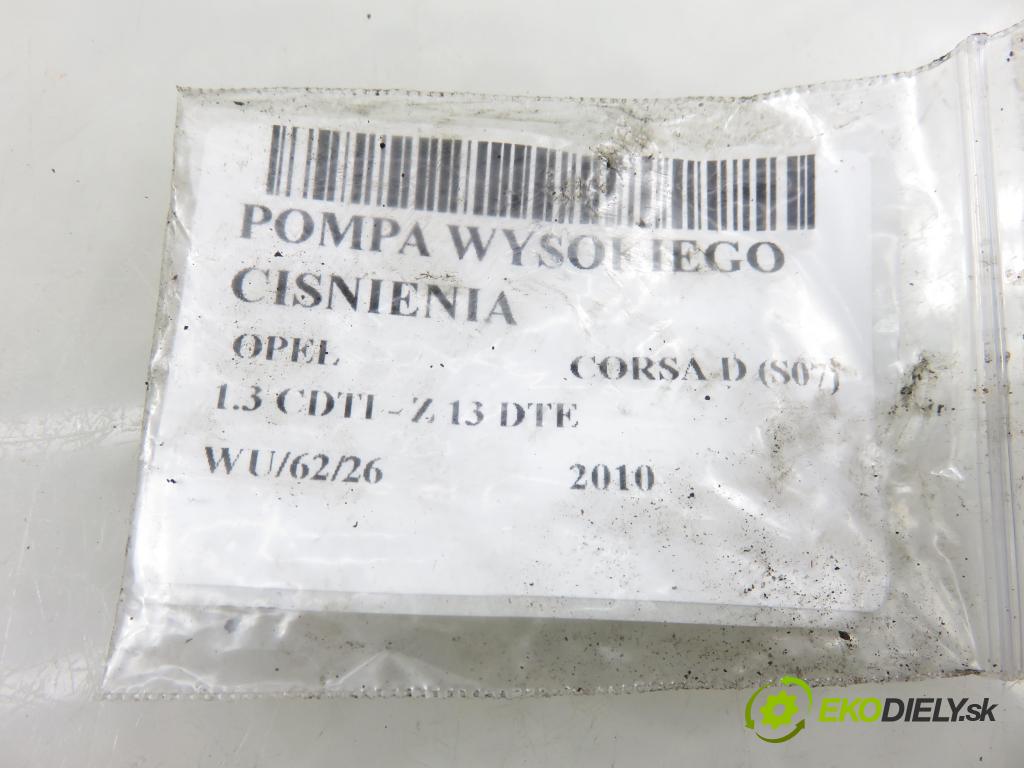 POMPA WYSOKIEGO
CISNIENIA
OPEL CORSA D (S07)
1.3 CDTI - Z 13 DTE
WU/62/26 2010
EKODIELY.sk